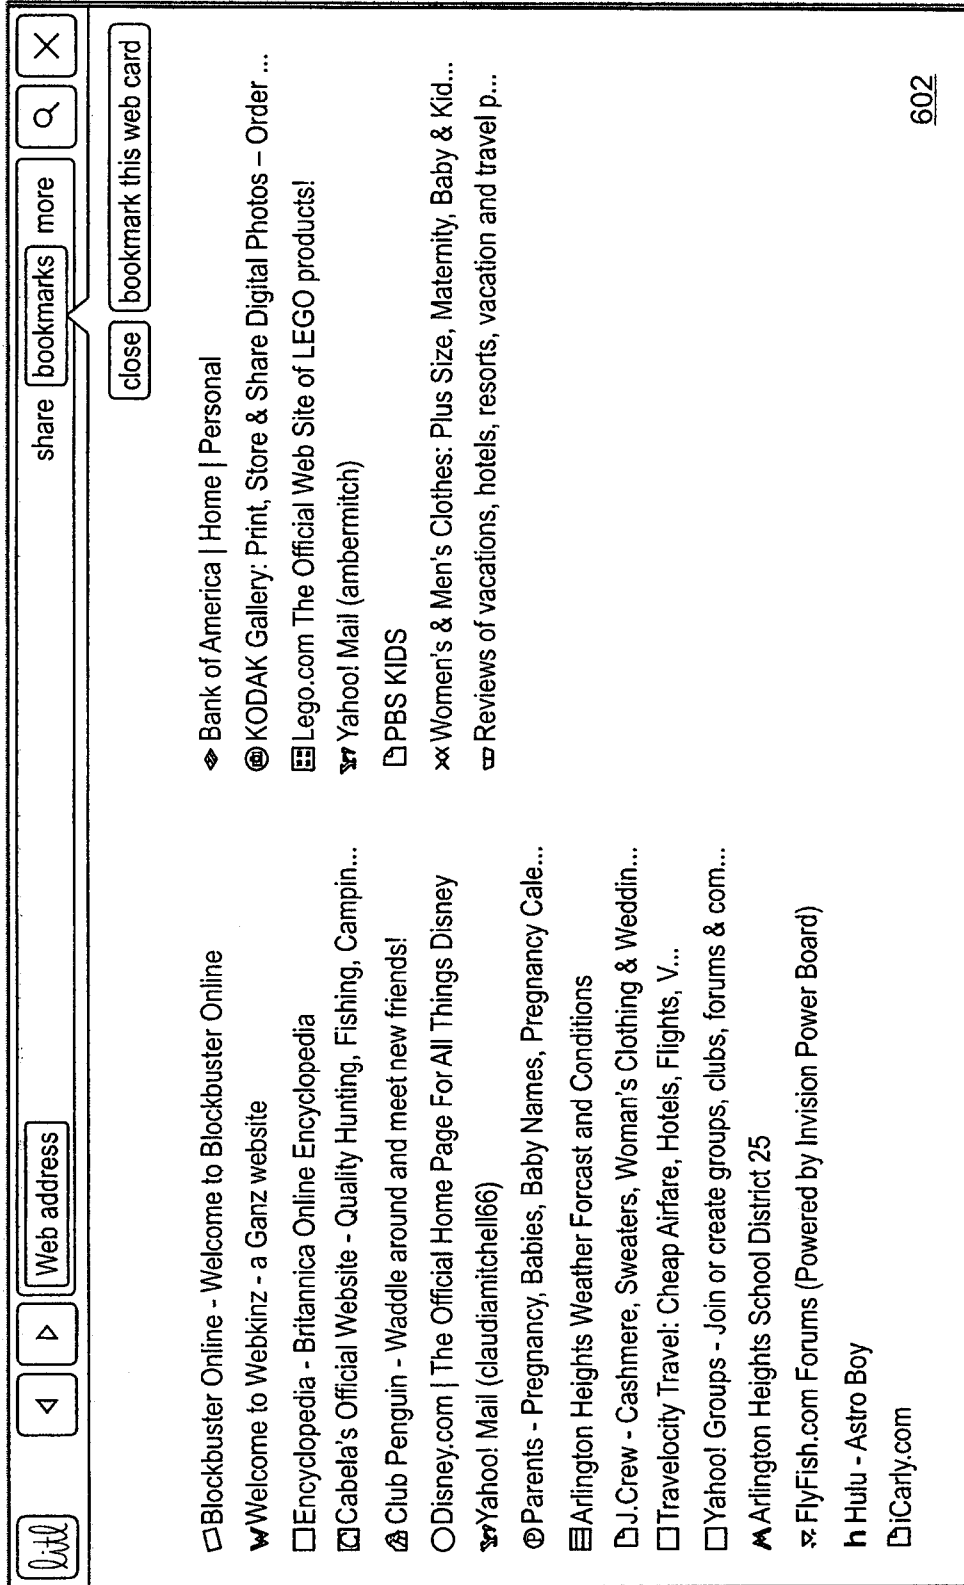 litl
Web address
share bookmarks more
close bookmark this web card
Blockbuster Online - Welcome to Blockbuster Online
Welcome to Webkinz - a Ganz website
Encyclopedia - Britannica Online Encyclopedia
Cabela's Official Website - Quality Hunting, Fishing, Campin...
Club Penguin - Waddle around and meet new friends!
Disney.com | The Official Home Page For All Things Disney
Yahoo! Mail (claudiamitchell66)
Parents - Pregnancy, Babies, Baby Names, Pregnancy Cale...
Arlington Heights Weather Forcast and Conditions
J.Crew - Cashmere, Sweaters, Woman's Clothing & Weddin...
Travelocity Travel: Cheap Airfare, Hotels, Flights, V...
Yahoo! Groups - Join or create groups, clubs, forums & com...
Arlington Heights School District 25
FlyFish.com Forums (Powered by Invision Power Board)
h Hulu - Astro Boy
iCarly.com
Bank of America | Home | Personal
KODAK Gallery: Print, Store & Share Digital Photos – Order ...
Lego.com The Official Web Site of LEGO products!
Yahoo! Mail (ambermitch)
PBS KIDS
Women's & Men's Clothes: Plus Size, Maternity, Baby & Kid...
Reviews of vacations, hotels, resorts, vacation and travel p...
602